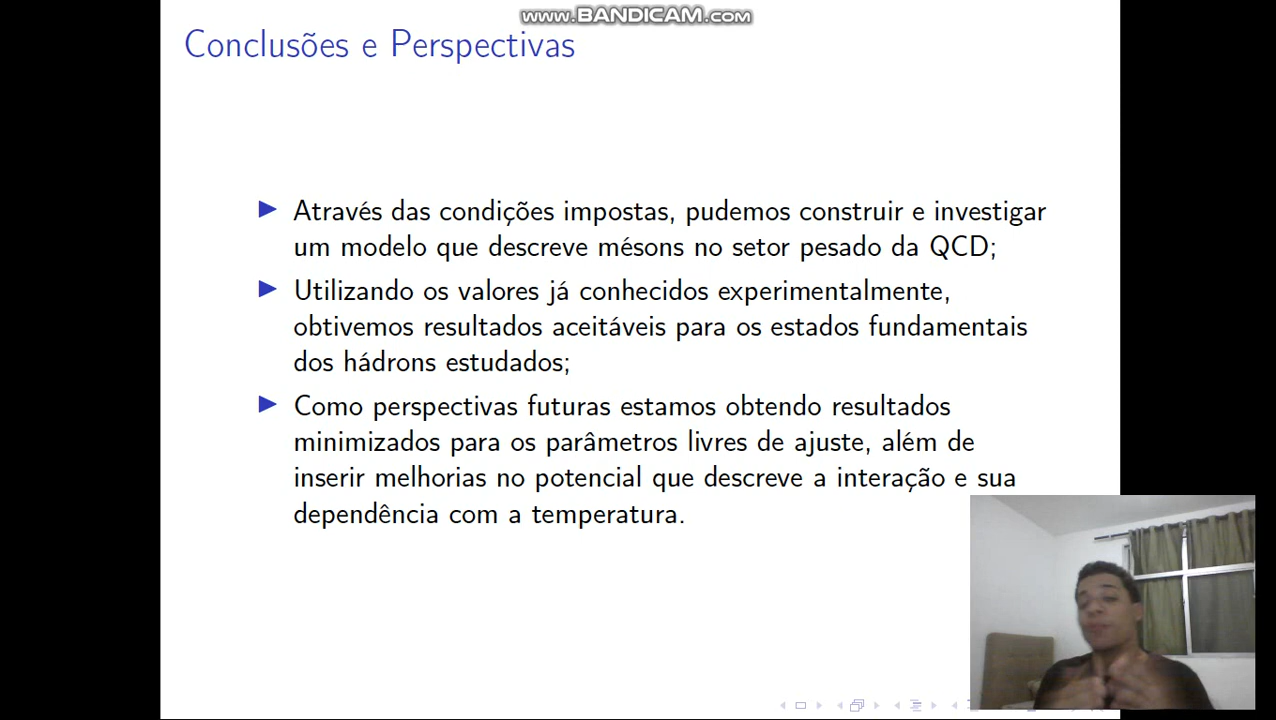 www.BANDICAM.com
Conclusões e Perspectivas
Através das condições impostas, pudemos construir e investigar
um modelo que descreve mésons no setor pesado da QCD;
Utilizando os valores já conhecidos experimentalmente,
obtivemos resultados aceitáveis para os estados fundamentais
dos hádrons estudados;
Como perspectivas futuras estamos obtendo resultados
minimizados para os parâmetros livres de ajuste, além de
inserir melhorias no potencial que descreve a interação e sua
dependência com a temperatura.